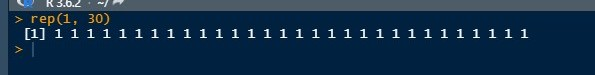 R 3.6.2 · ~/
> rep(1, 30)
[1] 1 1 1 1 1 1 1 1 1 1 1 1 1 1 1 1 1 1 1 1 1 1 1 1 1 1 1 1 1 1
>